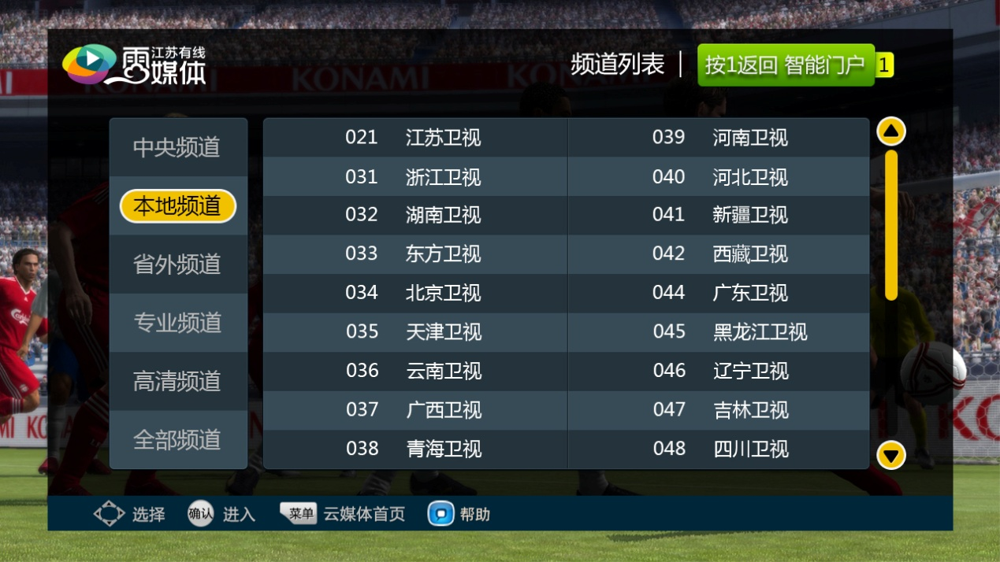 江苏有线
云媒体
频道列表
按1返回 智能门户 1
中央频道
本地频道
省外频道
专业频道
高清频道
全部频道
021 江苏卫视 039 河南卫视
031 浙江卫视 040 河北卫视
032 湖南卫视 041 新疆卫视
033 东方卫视 042 西藏卫视
034 北京卫视 044 广东卫视
035 天津卫视 045 黑龙江卫视
036 云南卫视 046 辽宁卫视
037 广西卫视 047 吉林卫视
038 青海卫视 048 四川卫视
选择 确认 进入 菜单 云媒体首页 帮助
KONAMI